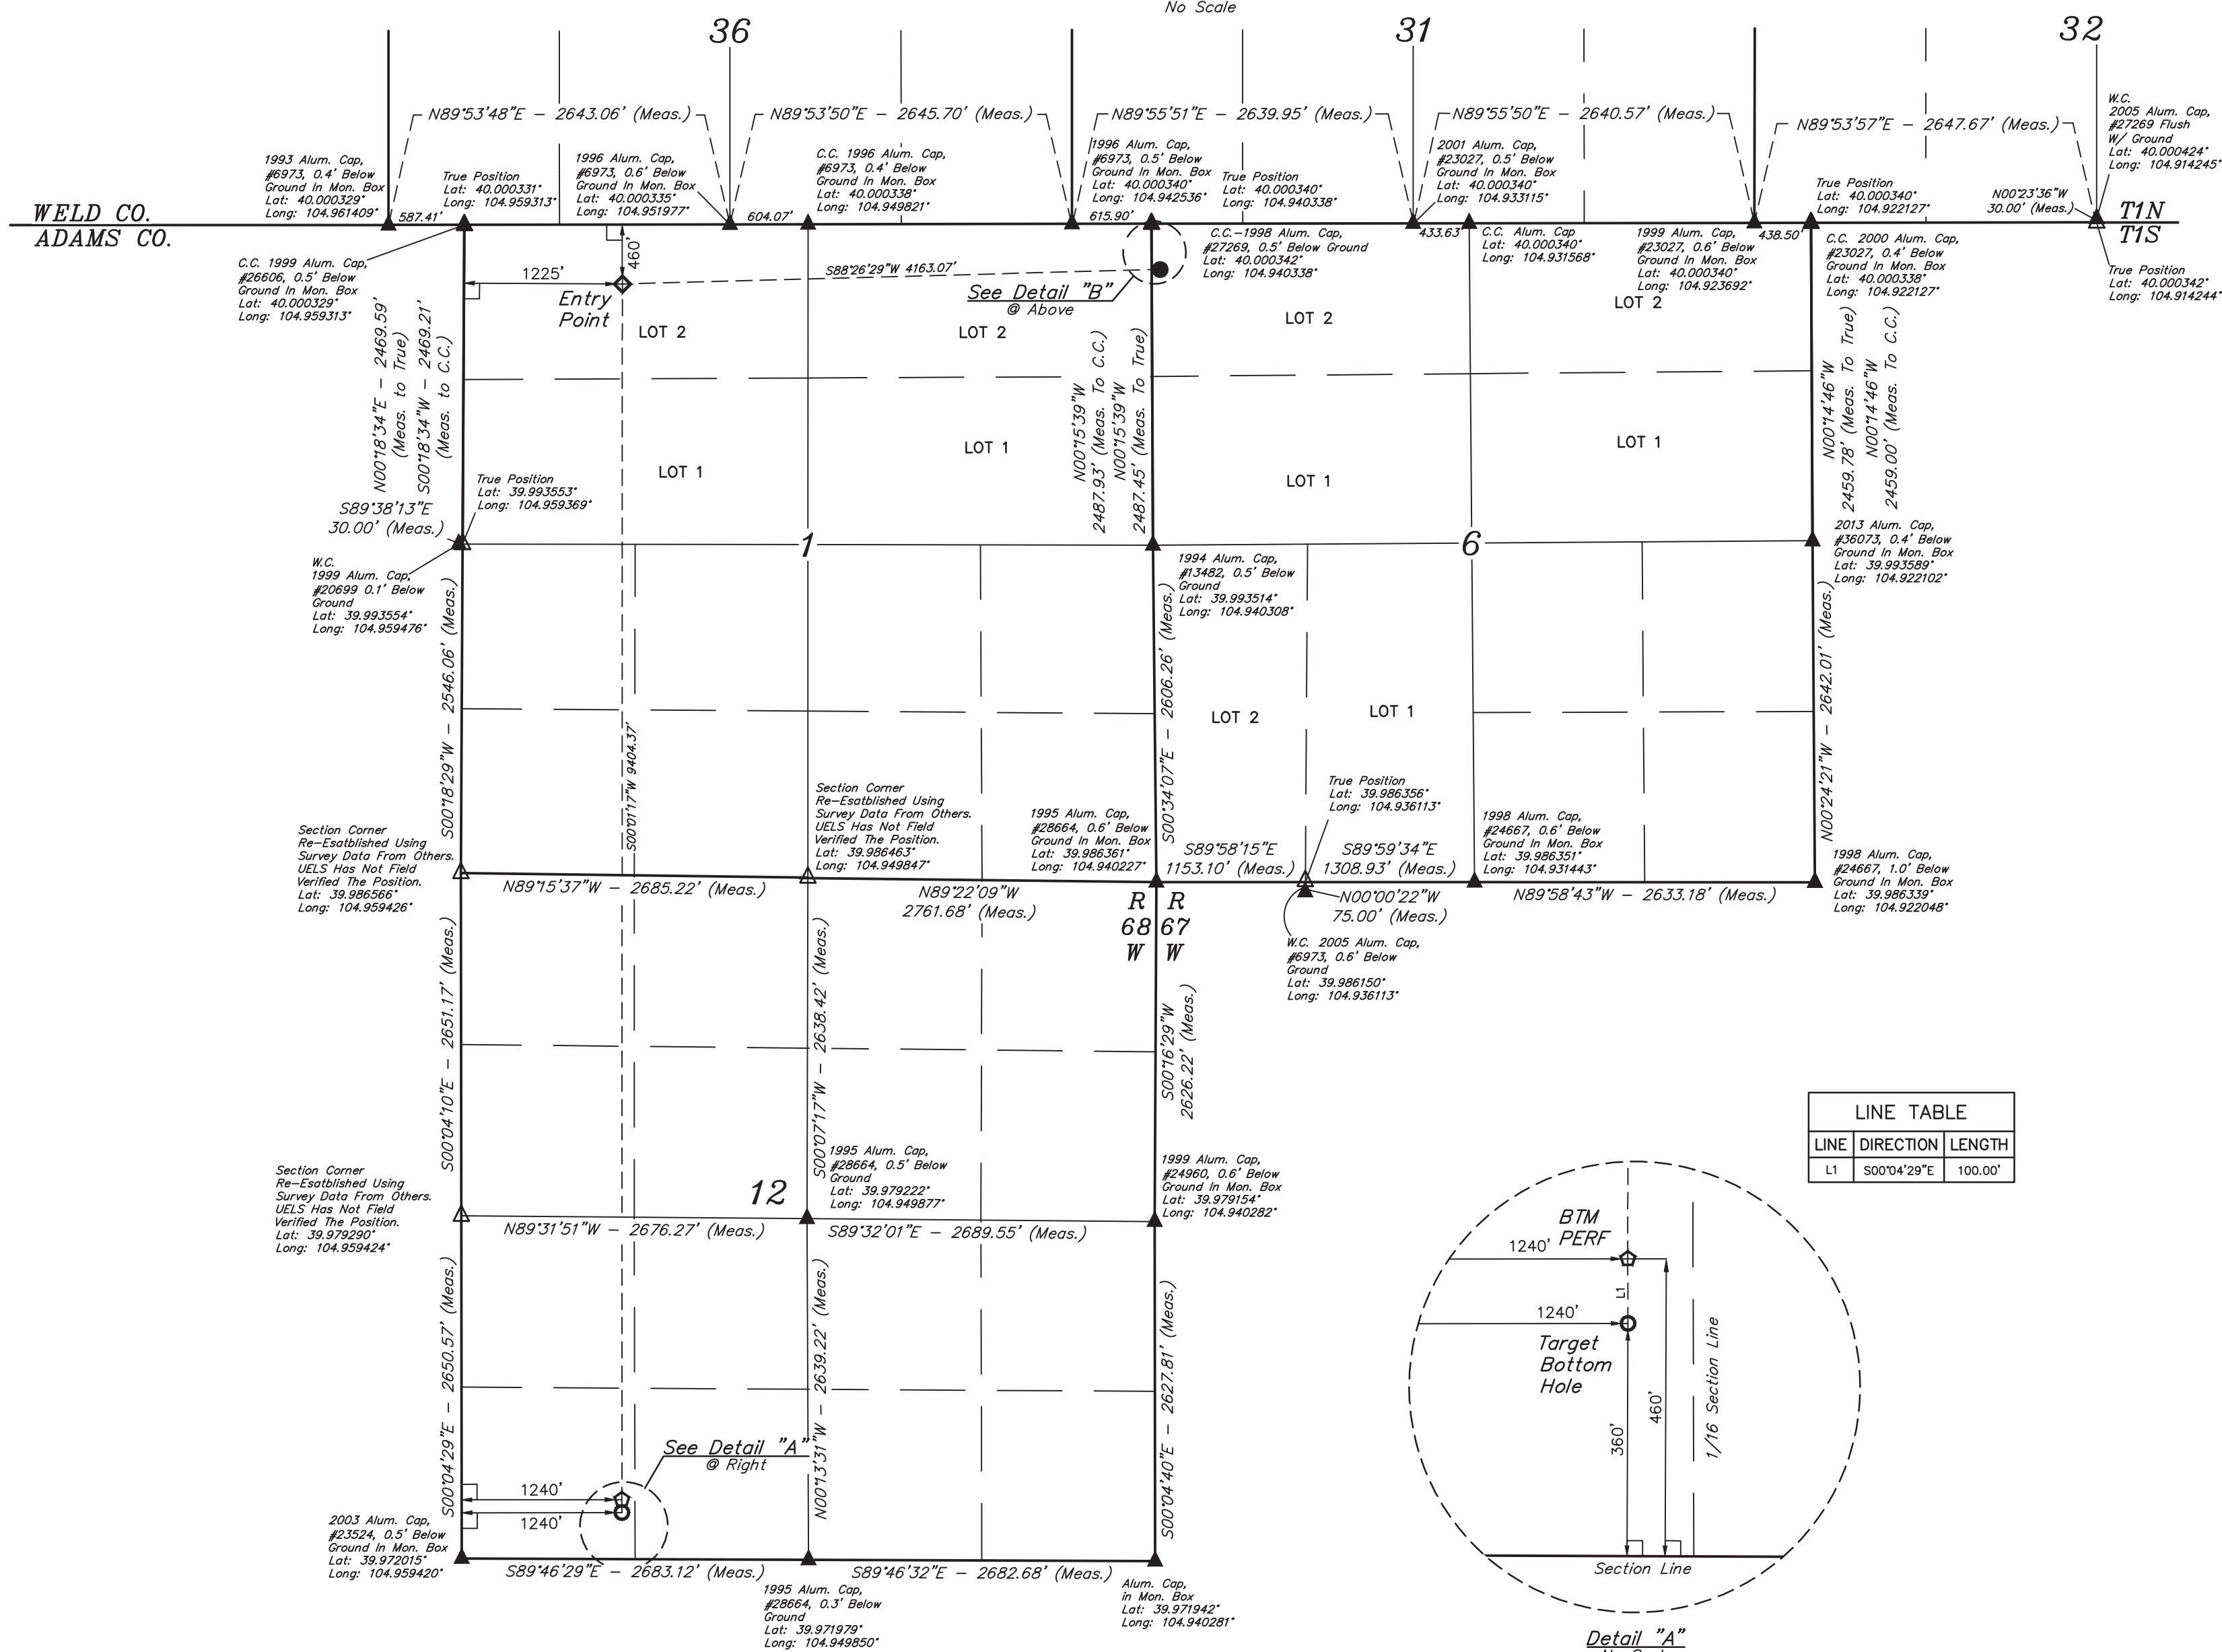 No Scale
36
31
32
N89°53'48"E - 2643.06' (Meas.)
N89°53'50"E - 2645.70' (Meas.)
N89°55'51"E - 2639.95' (Meas.)
N89°55'50"E - 2640.57' (Meas.)
N89°53'57"E - 2647.67' (Meas.)
W.C.
2005 Alum. Cap,
#27269 Flush
W/ Ground
Lat: 40.000424°
Long: 104.914245°
1993 Alum. Cap,
#6973, 0.4' Below
Ground In Mon. Box
Lat: 40.000329°
Long: 104.961409°
True Position
Lat: 40.000331°
Long: 104.959313°
1996 Alum. Cap,
#6973, 0.6' Below
Ground In Mon. Box
Lat: 40.000335°
Long: 104.951977°
C.C. 1996 Alum. Cap,
#6973, 0.4' Below
Ground In Mon. Box
Lat: 40.000338°
Long: 104.949821°
1996 Alum. Cap,
#6973, 0.5' Below
Ground In Mon. Box
Lat: 40.000340°
Long: 104.942536°
True Position
Lat: 40.000340°
Long: 104.940338°
2001 Alum. Cap,
#23027, 0.5' Below
Ground In Mon. Box
Lat: 40.000340°
Long: 104.933115°
True Position
Lat: 40.000340°
Long: 104.922127°
N00°23'36"W
30.00' (Meas.)
WELD CO.
ADAMS CO.
587.41'
604.07'
615.90'
433.63'
438.50'
T1N
T1S
C.C. 1999 Alum. Cap,
#26606, 0.5' Below
Ground In Mon. Box
Lat: 40.000329°
Long: 104.959313°
460'
1225'
Entry
Point
S88°26'29"W 4163.07'
See Detail "B"
@ Above
C.C.-1998 Alum. Cap,
#27269, 0.5' Below Ground
Lat: 40.000342°
Long: 104.940338°
C.C. Alum. Cap
Lat: 40.000340°
Long: 104.931568°
1999 Alum. Cap,
#23027, 0.6' Below
Ground In Mon. Box
Lat: 40.000340°
Long: 104.923692°
C.C. 2000 Alum. Cap,
#23027, 0.4' Below
Ground In Mon. Box
Lat: 40.000338°
Long: 104.922127°
True Position
Lat: 40.000342°
Long: 104.914244°
LOT 2
LOT 2
LOT 2
LOT 2
N00°18'34"E - 2469.59'
(Meas. to True)
S00°18'34"W - 2469.21'
(Meas. to C.C.)
N00°15'39"W
2487.93' (Meas. To C.C.)
N00°15'39"W
2487.45' (Meas. To True)
N00°14'46"W
2459.78' (Meas. To True)
N00°14'46"W
2459.00' (Meas. To C.C.)
LOT 1
LOT 1
LOT 1
LOT 1
True Position
Lat: 39.993553°
Long: 104.959369°
S89°38'13"E
30.00' (Meas.)
1
6
W.C.
1999 Alum. Cap,
#20699 0.1' Below
Ground
Lat: 39.993554°
Long: 104.959476°
1994 Alum. Cap,
#13482, 0.5' Below
Ground
Lat: 39.993514°
Long: 104.940308°
2013 Alum. Cap,
#36073, 0.4' Below
Ground In Mon. Box
Lat: 39.993589°
Long: 104.922102°
S00°18'29"W - 2546.06' (Meas.)
S00°01'17"W 9404.37'
S00°34'07"E - 2606.26' (Meas.)
N00°24'21"W - 2642.01' (Meas.)
LOT 2
LOT 1
Section Corner
Re-Esatblished Using
Survey Data From Others.
UELS Has Not Field
Verified The Position.
Lat: 39.986566°
Long: 104.959426°
Section Corner
Re-Esatblished Using
Survey Data From Others.
UELS Has Not Field
Verified The Position.
Lat: 39.986463°
Long: 104.949847°
1995 Alum. Cap,
#28664, 0.6' Below
Ground In Mon. Box
Lat: 39.986361°
Long: 104.940227°
True Position
Lat: 39.986356°
Long: 104.936113°
S89°58'15"E
1153.10' (Meas.)
S89°59'34"E
1308.93' (Meas.)
1998 Alum. Cap,
#24667, 0.6' Below
Ground In Mon. Box
Lat: 39.986351°
Long: 104.931443°
1998 Alum. Cap,
#24667, 1.0' Below
Ground In Mon. Box
Lat: 39.986339°
Long: 104.922048°
N89°15'37"W - 2685.22' (Meas.)
N89°22'09"W
2761.68' (Meas.)
R R
68 67
W W
N00°00'22"W
75.00' (Meas.)
N89°58'43"W - 2633.18' (Meas.)
W.C. 2005 Alum. Cap,
#6973, 0.6' Below
Ground
Lat: 39.986150°
Long: 104.936113°
S00°04'10"E - 2651.17' (Meas.)
S00°07'17"W - 2638.42' (Meas.)
S00°16'29"W
2626.22' (Meas.)
LINE TABLE
LINE DIRECTION LENGTH
L1 S00°04'29"E 100.00'
Section Corner
Re-Esatblished Using
Survey Data From Others.
UELS Has Not Field
Verified The Position.
Lat: 39.979290°
Long: 104.959424°
12
1995 Alum. Cap,
#28664, 0.5' Below
Ground
Lat: 39.979222°
Long: 104.949877°
1999 Alum. Cap,
#24960, 0.6' Below
Ground In Mon. Box
Lat: 39.979154°
Long: 104.940282°
N89°31'51"W - 2676.27' (Meas.)
S89°32'01"E - 2689.55' (Meas.)
S00°04'29"E - 2650.57' (Meas.)
N00°13'31"W - 2639.22' (Meas.)
S00°04'40"E - 2627.81' (Meas.)
BTM
PERF
1240'
L1
1240'
Target
Bottom
Hole
360'
460'
1/16 Section Line
Section Line
See Detail "A"
@ Right
1240'
1240'
2003 Alum. Cap,
#23524, 0.5' Below
Ground In Mon. Box
Lat: 39.972015°
Long: 104.959420°
S89°46'29"E - 2683.12' (Meas.)
S89°46'32"E - 2682.68' (Meas.)
1995 Alum. Cap,
#28664, 0.3' Below
Ground
Lat: 39.971979°
Long: 104.949850°
Alum. Cap,
in Mon. Box
Lat: 39.971942°
Long: 104.940281°
Detail "A"